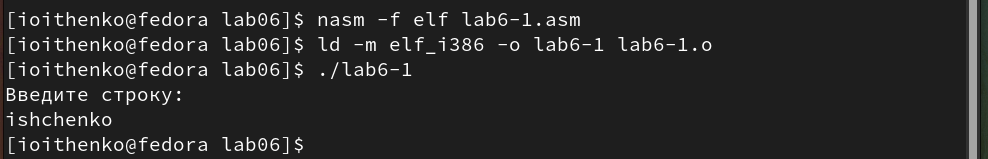 [ioithenko@fedora lab06]$ nasm -f elf lab6-1.asm
[ioithenko@fedora lab06]$ ld -m elf_i386 -o lab6-1 lab6-1.o
[ioithenko@fedora lab06]$ ./lab6-1
Введите строку:
ishchenko
[ioithenko@fedora lab06]$